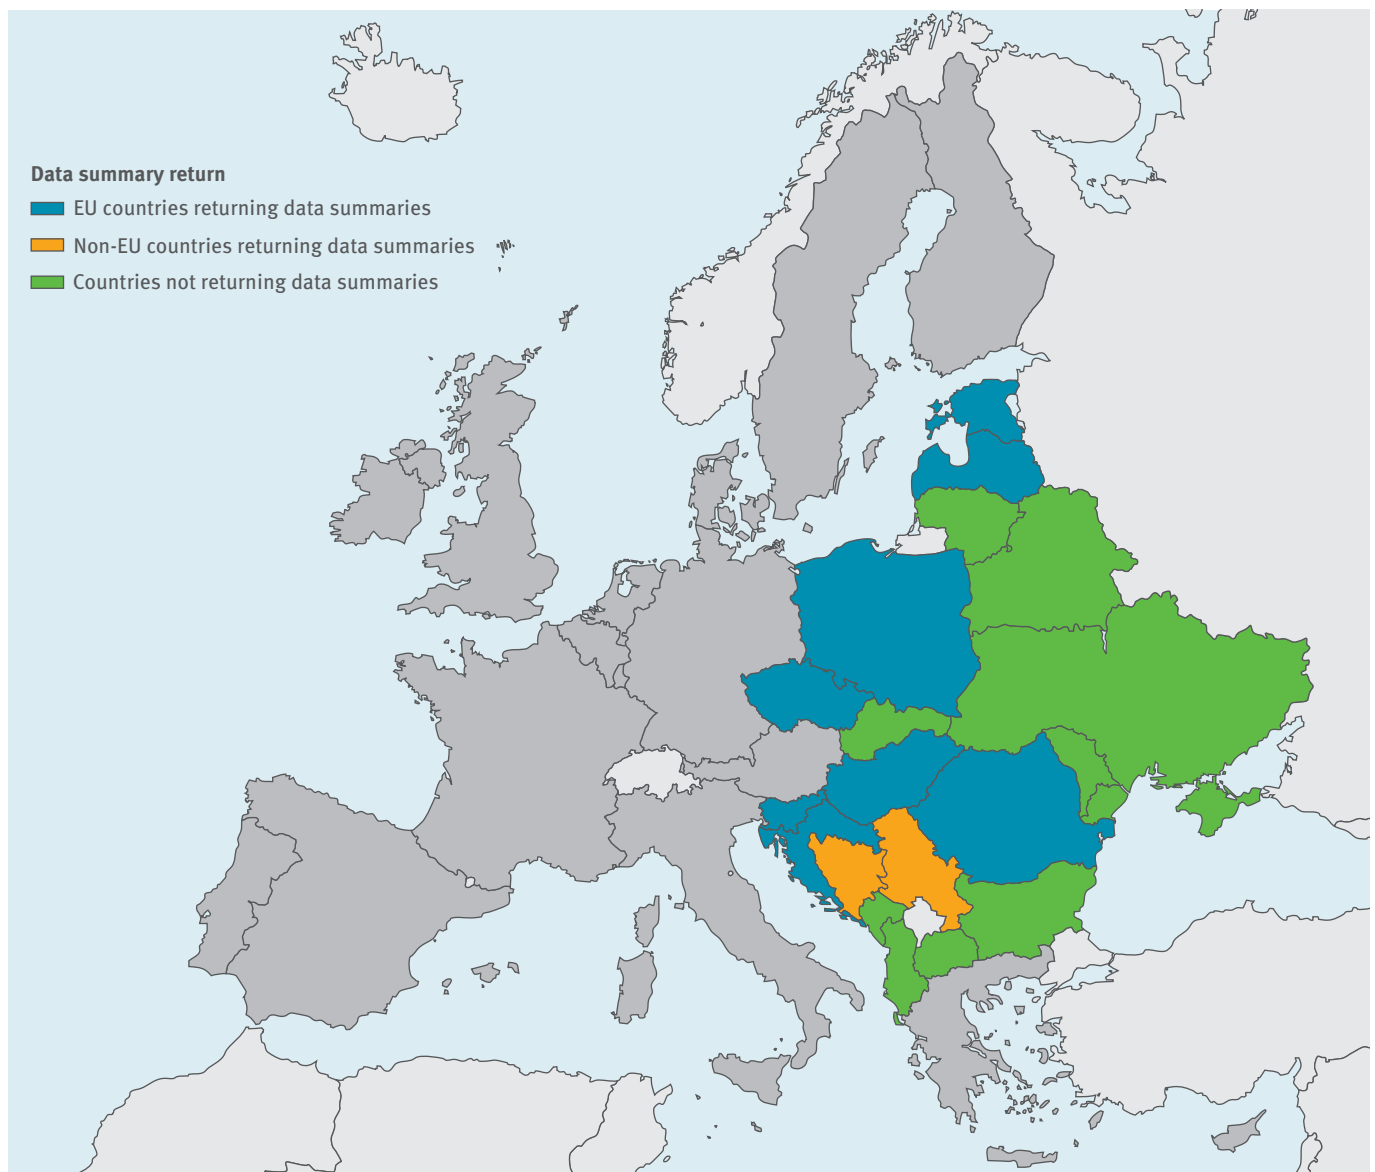 Data summary return
EU countries returning data summaries
Non-EU countries returning data summaries
Countries not returning data summaries